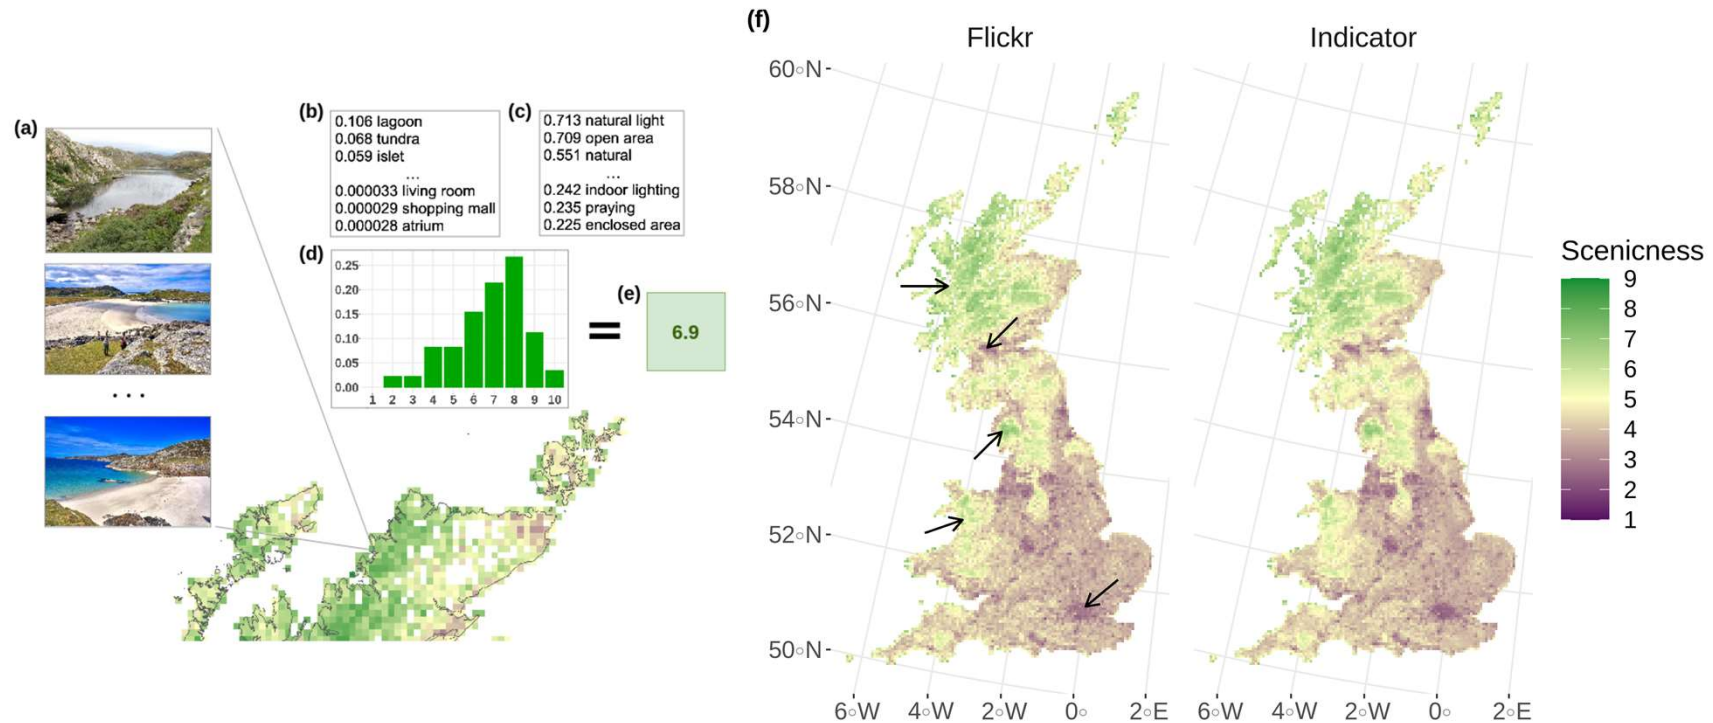 (a)
. . .
(b)
0.106 lagoon
0.068 tundra
0.059 islet
...
0.000033 living room
0.000029 shopping mall
0.000028 atrium
(c)
0.713 natural light
0.709 open area
0.551 natural
...
0.242 indoor lighting
0.235 praying
0.225 enclosed area
(d)
0.25
0.20
0.15
0.10
0.05
0.00
1 2 3 4 5 6 7 8 9 10
=
(e)
6.9
(f)
Flickr
Indicator
60°N
58°N
56°N
54°N
52°N
50°N
6°W 4°W 2°W 0° 2°E
6°W 4°W 2°W 0° 2°E
Scenicness
9
8
7
6
5
4
3
2
1